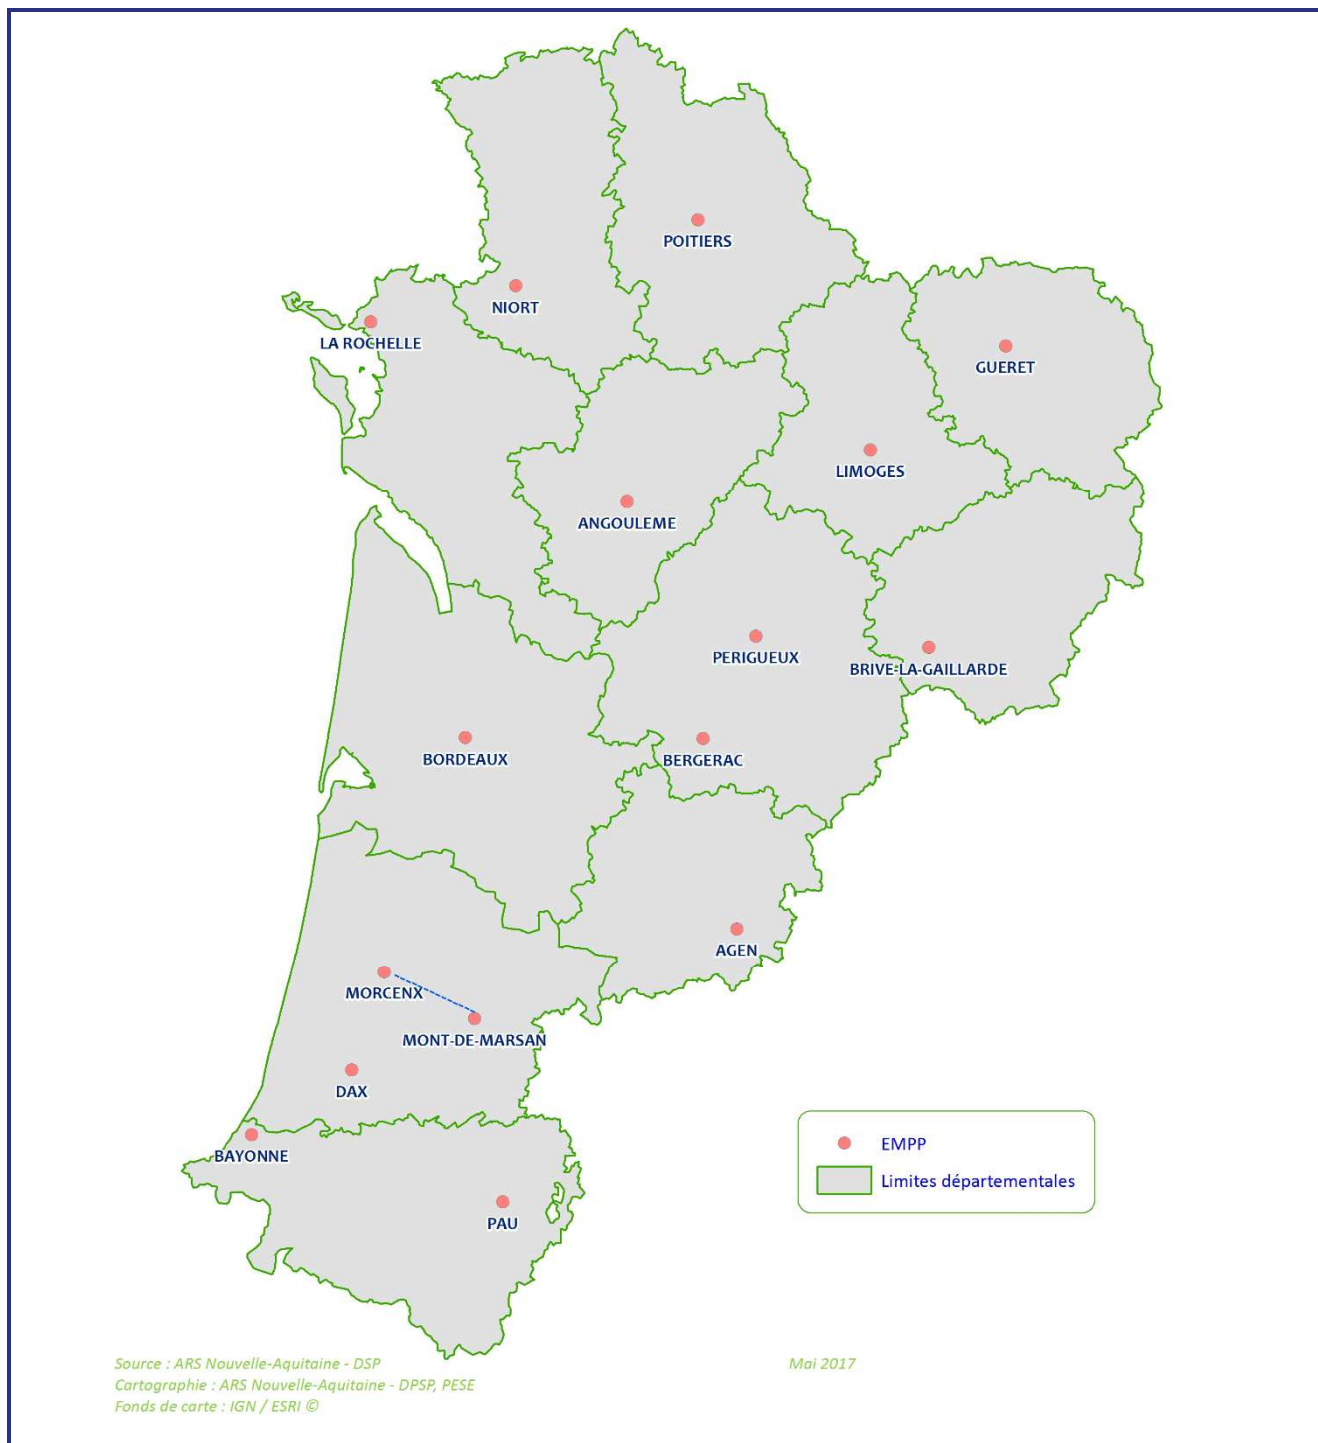 POITIERS
NIORT
LA ROCHELLE
GUERET
LIMOGES
ANGOULEME
PERIGUEUX
BRIVE-LA-GAILLARDE
BORDEAUX
BERGERAC
AGEN
MORCENX
MONT-DE-MARSAN
DAX
BAYONNE
PAU
EMPP
Limites départementales
Source : ARS Nouvelle-Aquitaine - DSP
Mai 2017
Cartographie : ARS Nouvelle-Aquitaine - DPSP, PESE
Fonds de carte : IGN / ESRI ©